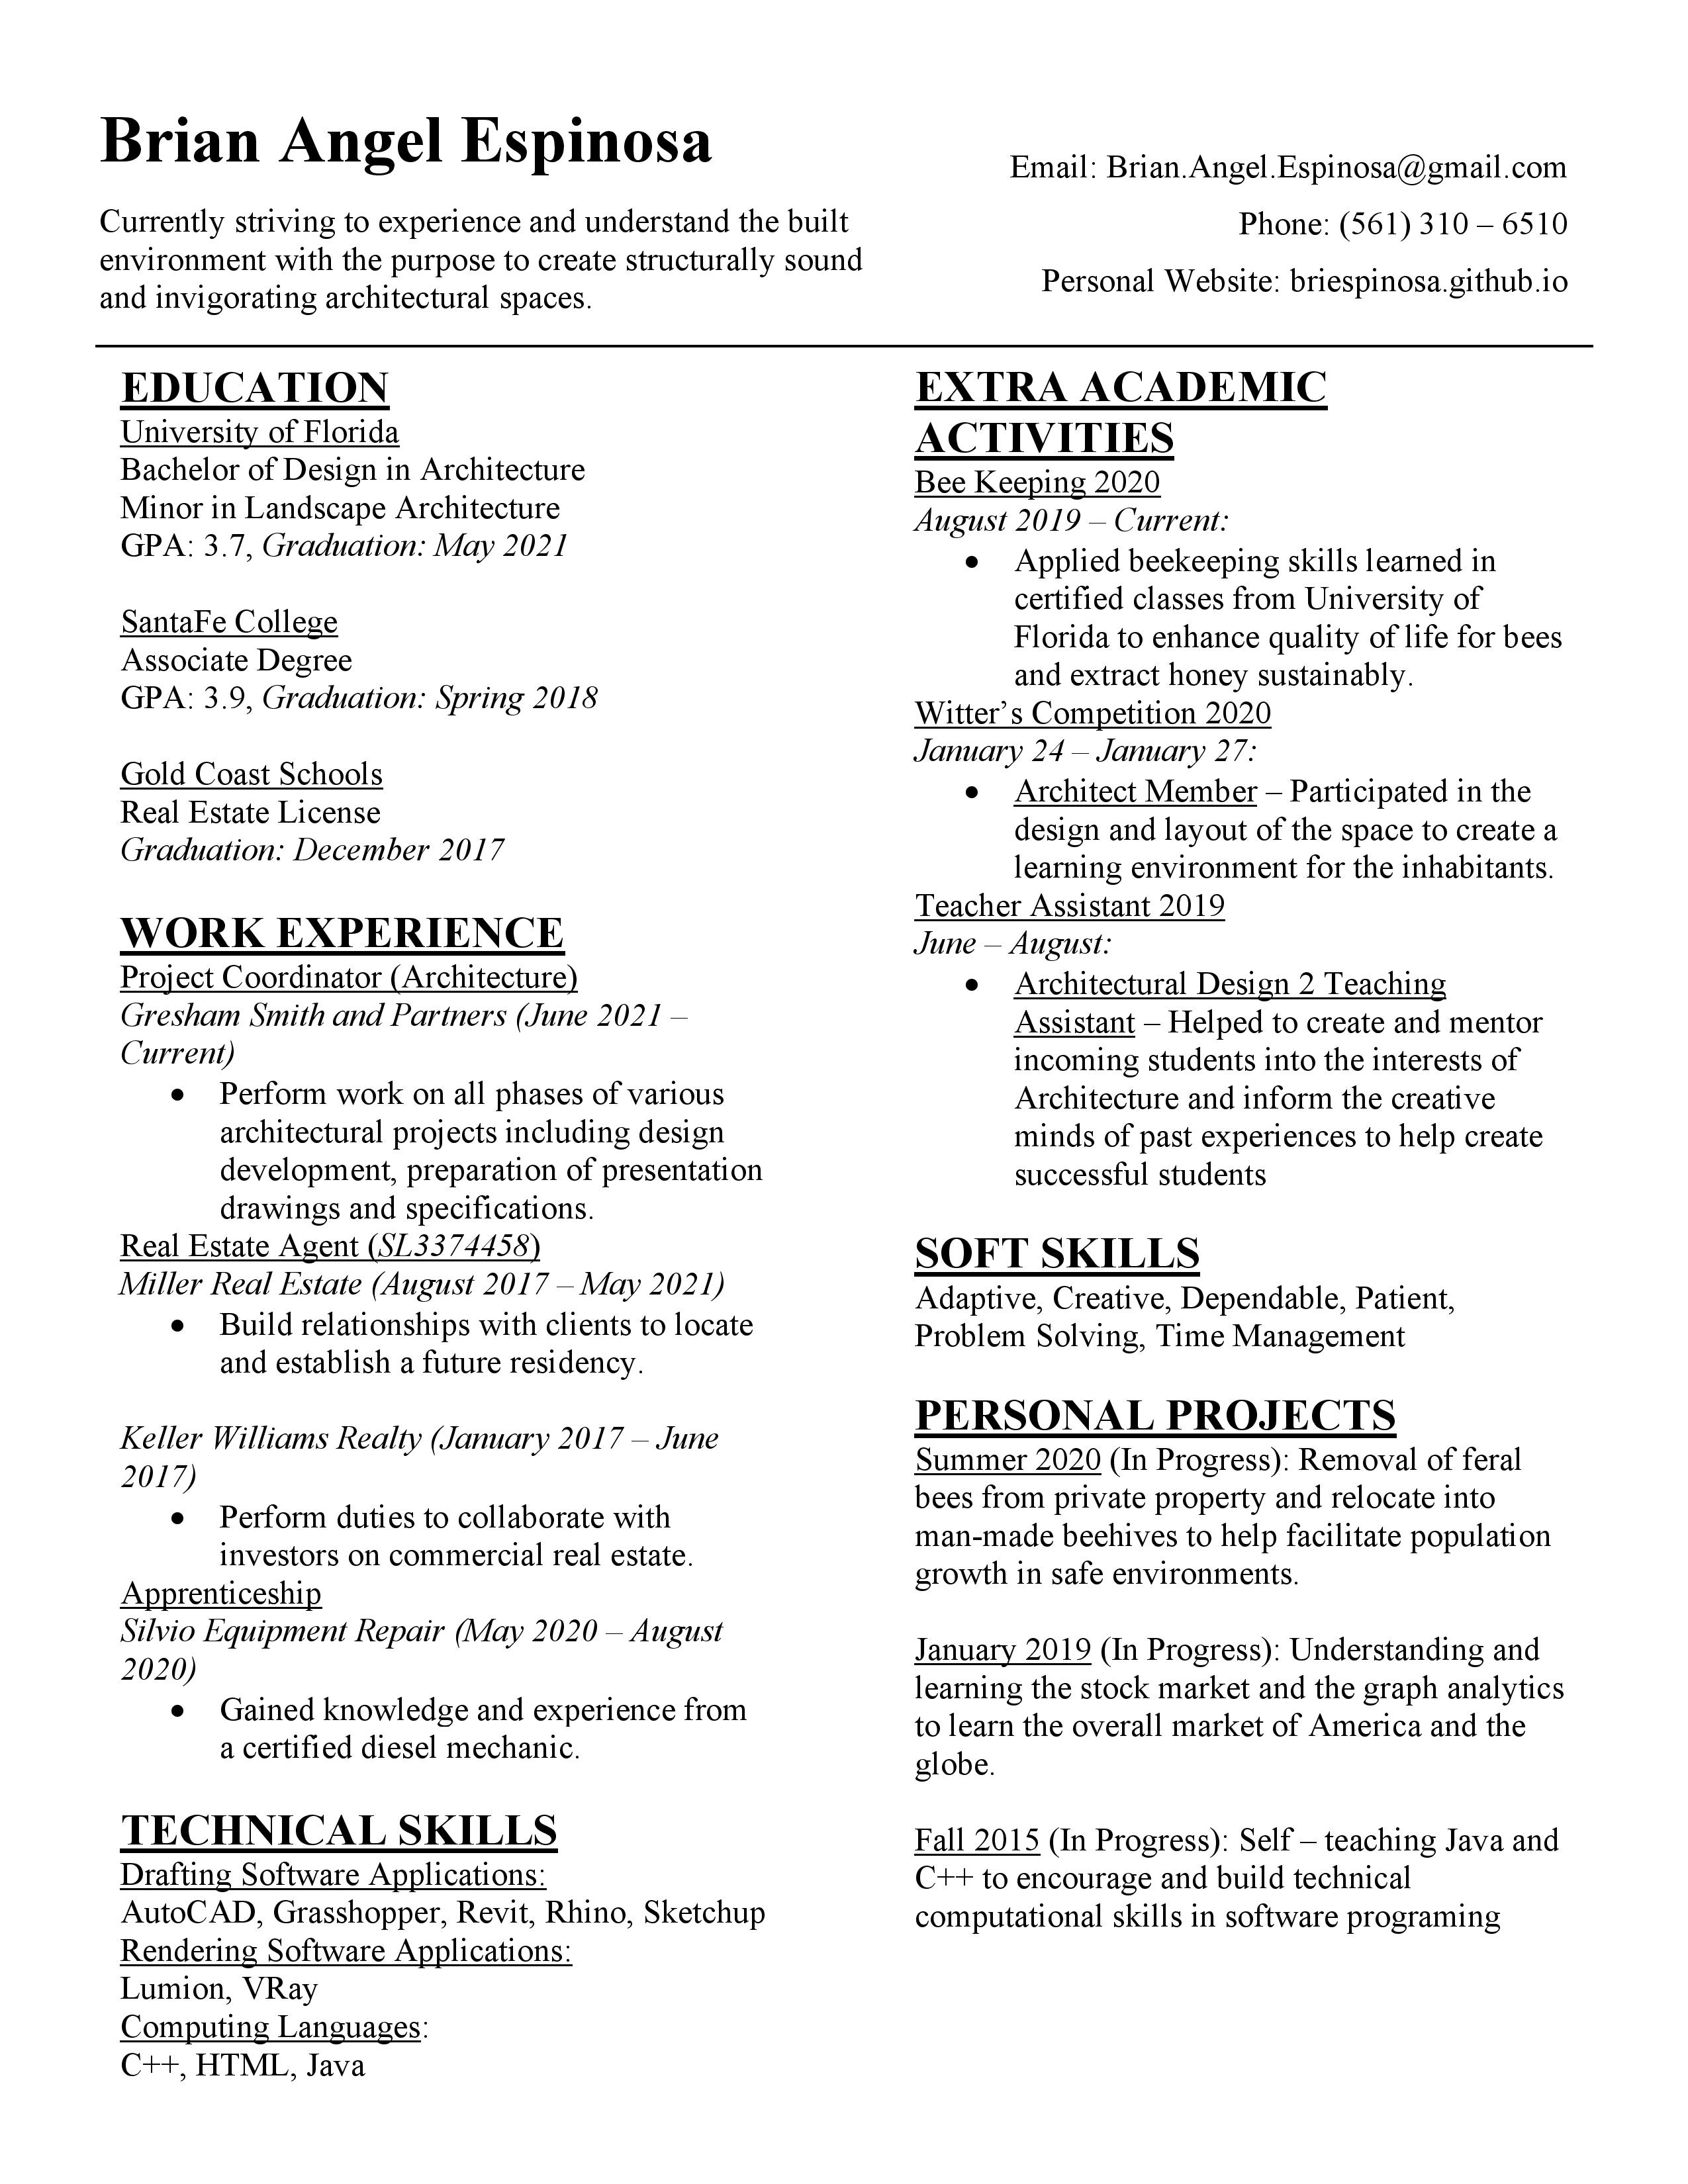 Brian Angel Espinosa
Currently striving to experience and understand the built
environment with the purpose to create structurally sound
and invigorating architectural spaces.
Email: Brian.Angel.Espinosa@gmail.com
Phone: (561) 310 – 6510
Personal Website: briespinosa.github.io
EDUCATION
University of Florida
Bachelor of Design in Architecture
Minor in Landscape Architecture
GPA: 3.7, Graduation: May 2021
SantaFe College
Associate Degree
GPA: 3.9, Graduation: Spring 2018
Gold Coast Schools
Real Estate License
Graduation: December 2017
WORK EXPERIENCE
Project Coordinator (Architecture)
Gresham Smith and Partners (June 2021 –
Current)
• Perform work on all phases of various
architectural projects including design
development, preparation of presentation
drawings and specifications.
Real Estate Agent (SL3374458)
Miller Real Estate (August 2017 – May 2021)
• Build relationships with clients to locate
and establish a future residency.
Keller Williams Realty (January 2017 – June
2017)
• Perform duties to collaborate with
investors on commercial real estate.
Apprenticeship
Silvio Equipment Repair (May 2020 – August
2020)
• Gained knowledge and experience from
a certified diesel mechanic.
TECHNICAL SKILLS
Drafting Software Applications:
AutoCAD, Grasshopper, Revit, Rhino, Sketchup
Rendering Software Applications:
Lumion, VRay
Computing Languages:
C++, HTML, Java
EXTRA ACADEMIC
ACTIVITIES
Bee Keeping 2020
August 2019 – Current:
• Applied beekeeping skills learned in
certified classes from University of
Florida to enhance quality of life for bees
and extract honey sustainably.
Witter’s Competition 2020
January 24 – January 27:
• Architect Member – Participated in the
design and layout of the space to create a
learning environment for the inhabitants.
Teacher Assistant 2019
June – August:
• Architectural Design 2 Teaching
Assistant – Helped to create and mentor
incoming students into the interests of
Architecture and inform the creative
minds of past experiences to help create
successful students
SOFT SKILLS
Adaptive, Creative, Dependable, Patient,
Problem Solving, Time Management
PERSONAL PROJECTS
Summer 2020 (In Progress): Removal of feral
bees from private property and relocate into
man-made beehives to help facilitate population
growth in safe environments.
January 2019 (In Progress): Understanding and
learning the stock market and the graph analytics
to learn the overall market of America and the
globe.
Fall 2015 (In Progress): Self – teaching Java and
C++ to encourage and build technical
computational skills in software programing